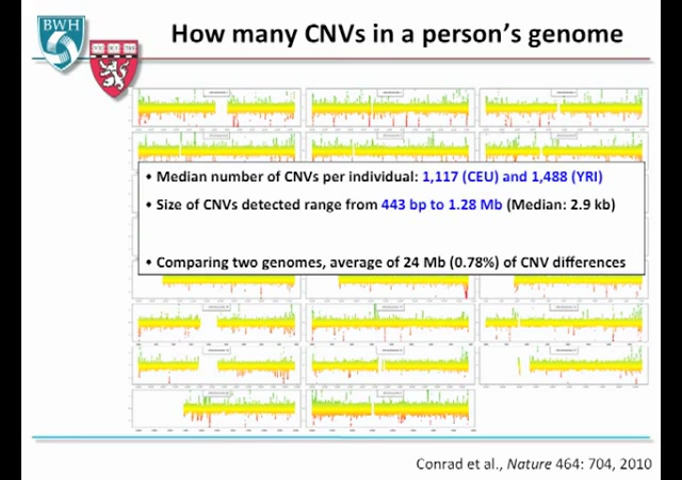 BWH
How many CNVs in a person's genome
• Median number of CNVs per individual: 1,117 (CEU) and 1,488 (YRI)
• Size of CNVs detected range from 443 bp to 1.28 Mb (Median: 2.9 kb)
• Comparing two genomes, average of 24 Mb (0.78%) of CNV differences
Conrad et al., Nature 464: 704, 2010